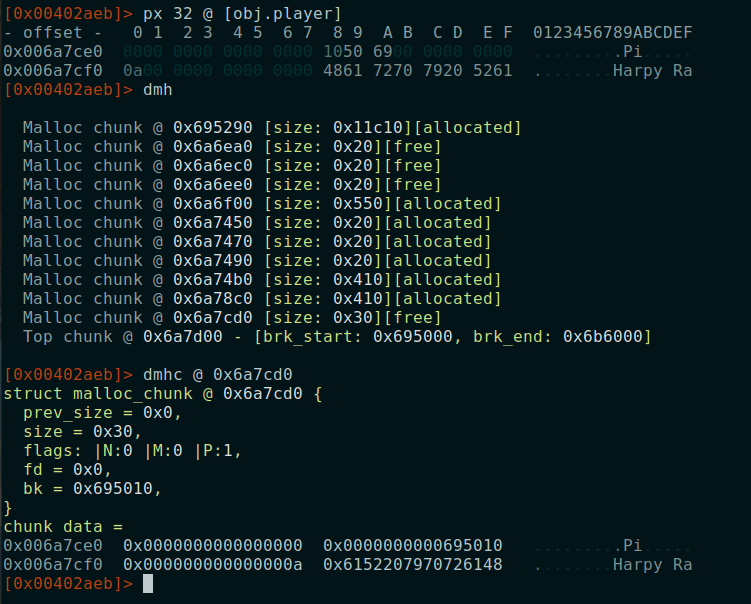 [0x00402aeb]> px 32 @ [obj.player]
- offset -   0 1  2 3  4 5  6 7  8 9  A B  C D  E F  0123456789ABCDEF
0x006a7ce0  0000 0000 0000 0000 1050 6900 0000 0000  .........Pi.....
0x006a7cf0  0a00 0000 0000 0000 4861 7270 7920 5261  ........Harpy Ra
[0x00402aeb]> dmh
Malloc chunk @ 0x695290 [size: 0x11c10][allocated]
Malloc chunk @ 0x6a6ea0 [size: 0x20][free]
Malloc chunk @ 0x6a6ec0 [size: 0x20][free]
Malloc chunk @ 0x6a6ee0 [size: 0x20][free]
Malloc chunk @ 0x6a6f00 [size: 0x550][allocated]
Malloc chunk @ 0x6a7450 [size: 0x20][allocated]
Malloc chunk @ 0x6a7470 [size: 0x20][allocated]
Malloc chunk @ 0x6a7490 [size: 0x20][allocated]
Malloc chunk @ 0x6a74b0 [size: 0x410][allocated]
Malloc chunk @ 0x6a78c0 [size: 0x410][allocated]
Malloc chunk @ 0x6a7cd0 [size: 0x30][free]
Top chunk @ 0x6a7d00 - [brk_start: 0x695000, brk_end: 0x6b6000]
[0x00402aeb]> dmhc @ 0x6a7cd0
struct malloc_chunk @ 0x6a7cd0 {
prev_size = 0x0,
size = 0x30,
flags: |N:0 |M:0 |P:1,
fd = 0x0,
bk = 0x695010,
}
chunk data =
0x006a7ce0  0x0000000000000000  0x0000000000695010   .........Pi.....
0x006a7cf0  0x000000000000000a  0x6152207970726148   ........Harpy Ra
[0x00402aeb]>